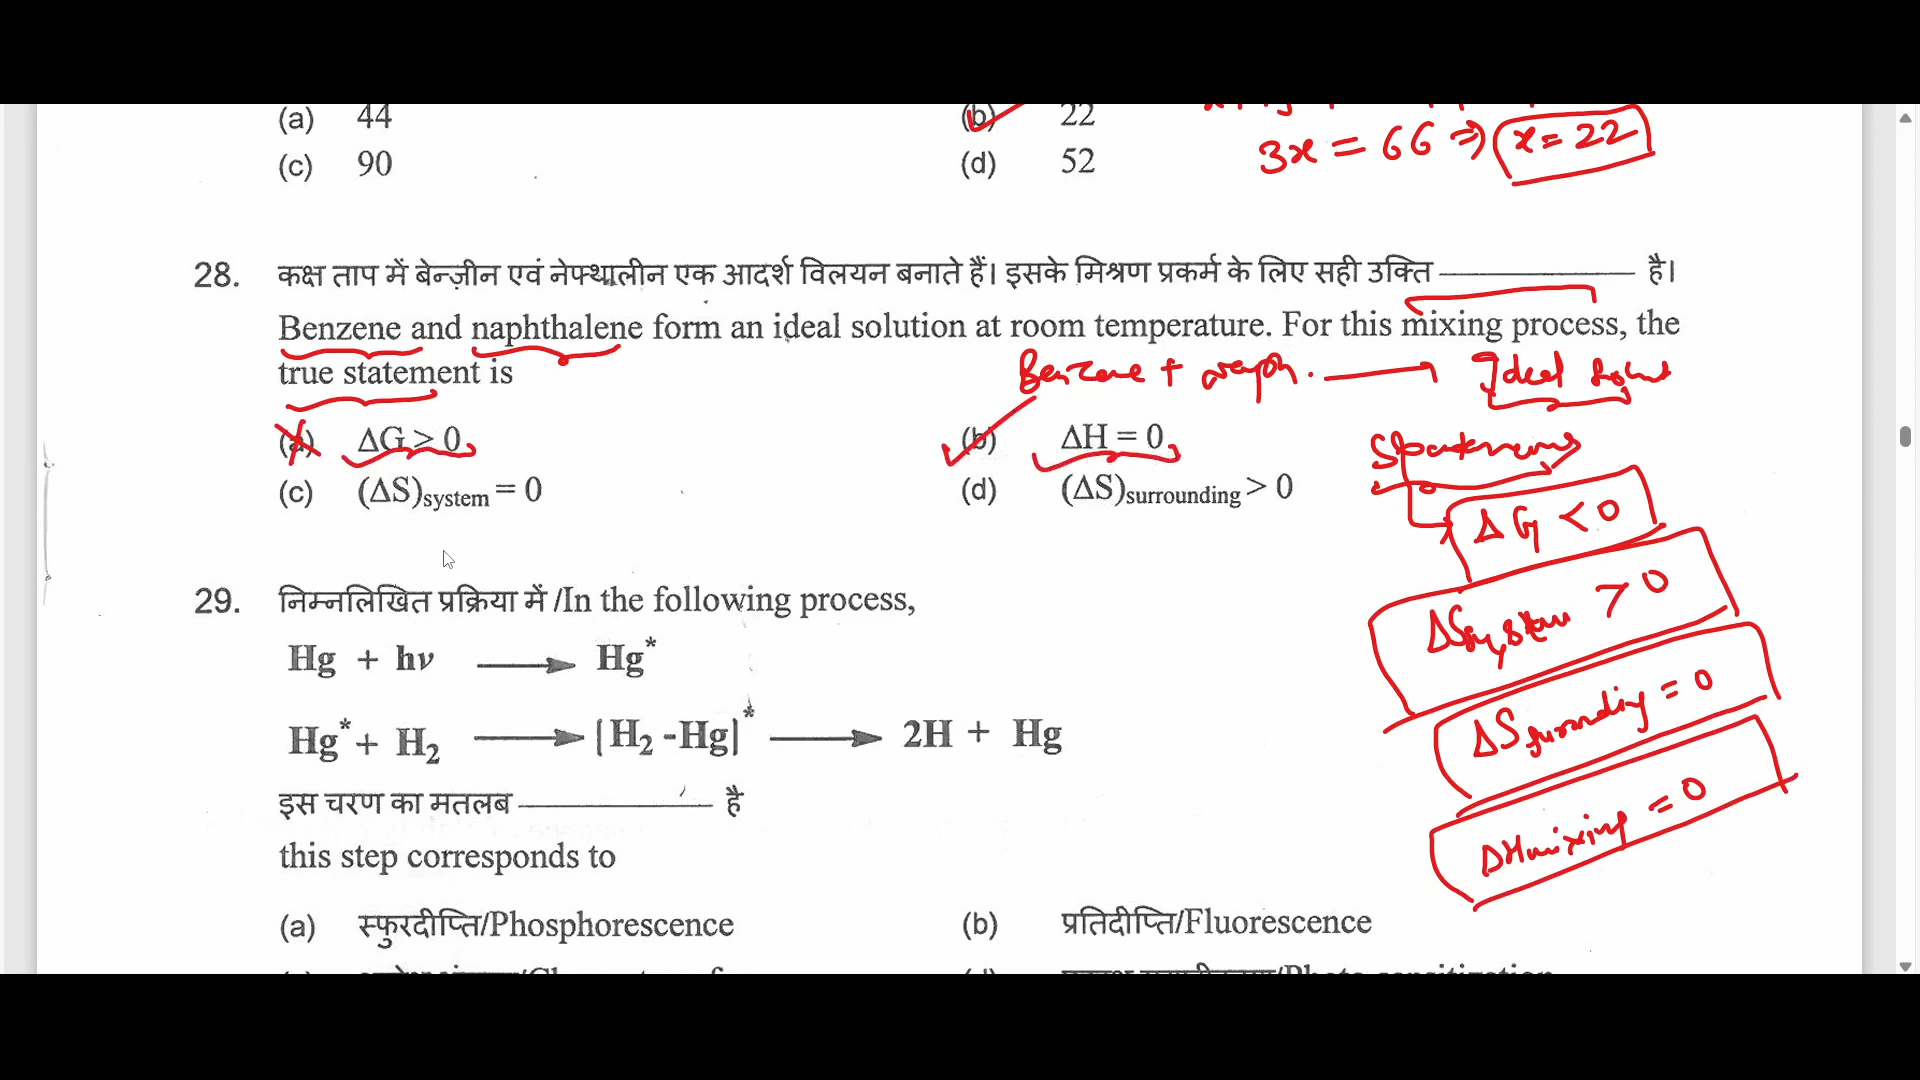 (a) 44 (b) 22
3x = 66 ⇒ x = 22
(c) 90 (d) 52
28. कक्ष ताप में बेन्ज़ीन एवं नेफ्थालीन एक आदर्श विलयन बनाते हैं। इसके मिश्रण प्रकर्म के लिए सही उक्ति ______ है।
Benzene and naphthalene form an ideal solution at room temperature. For this mixing process, the
true statement is
Benzene + naph. → Ideal
(a) ΔG > 0 (b) ΔH = 0
(c) (ΔS)system = 0 (d) (ΔS)surrounding > 0
ΔG < 0
ΔSsystem > 0
ΔSsurrounding = 0
ΔHmixing = 0
29. निम्नलिखित प्रक्रिया में /In the following process,
Hg + hν → Hg*
Hg* + H2 → [H2 -Hg]* → 2H + Hg
इस चरण का मतलब ______ है
this step corresponds to
(a) स्फुरदीप्ति/Phosphorescence (b) प्रतिदीप्ति/Fluorescence